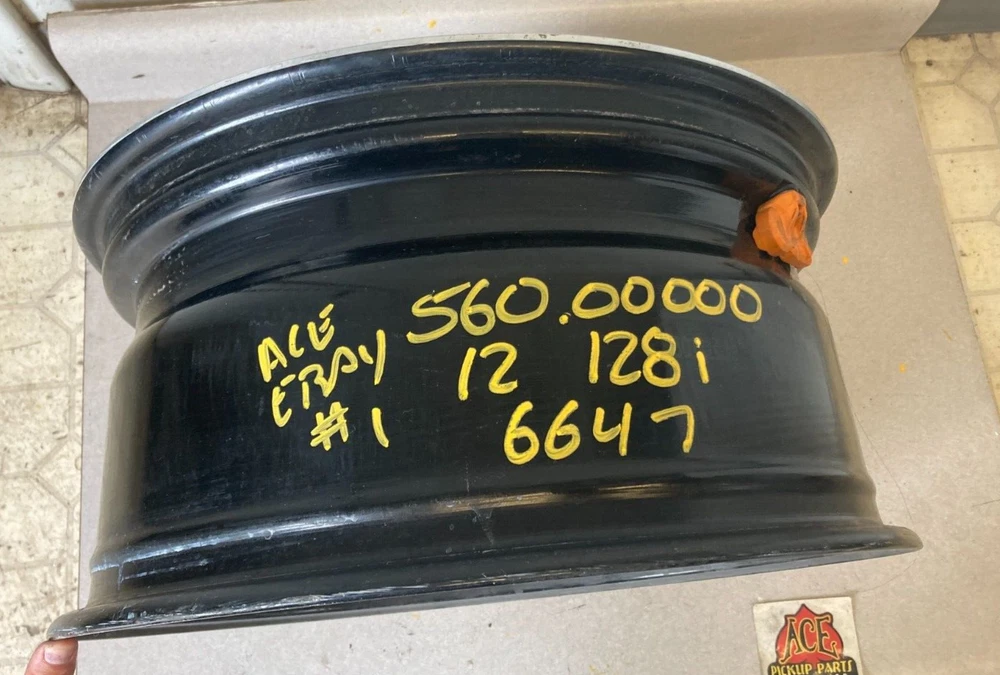 ACE
EBAY
#1
560.00000
12 128i
6647
ACE
PICKUP PARTS